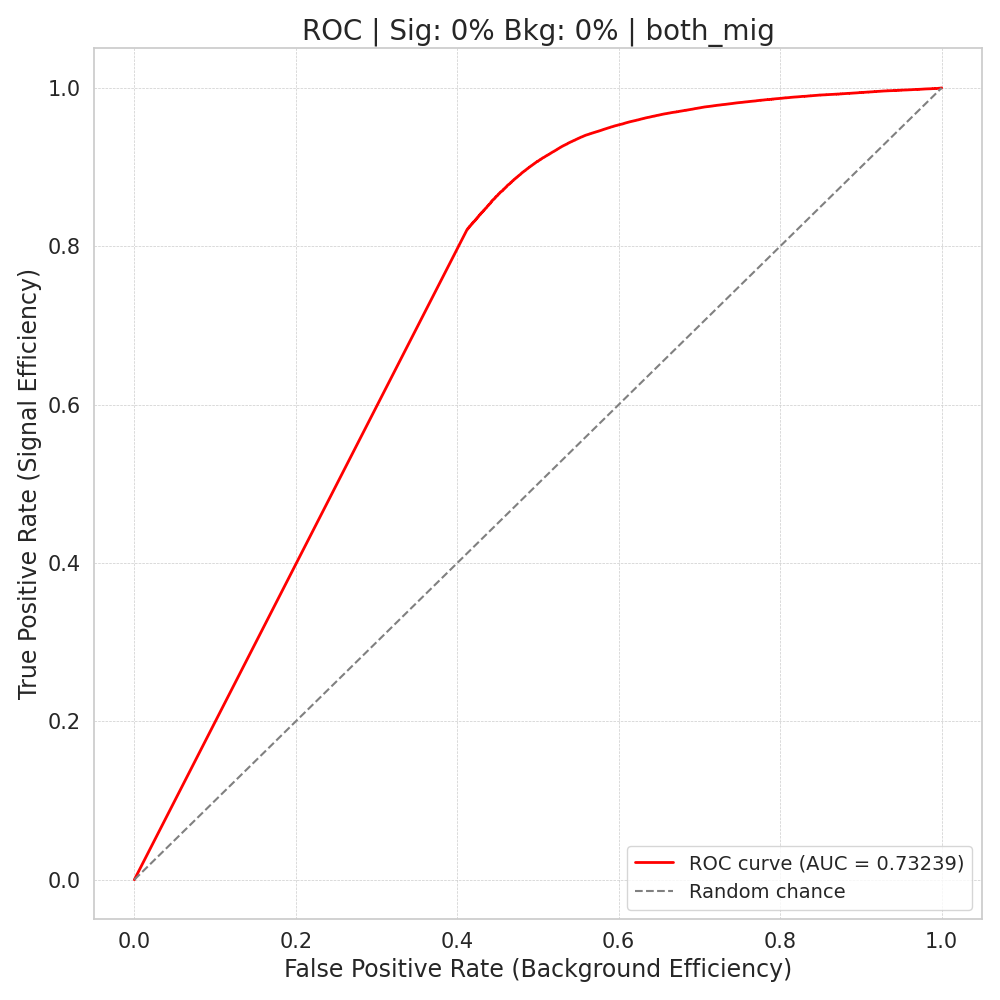 ROC | Sig: 0% Bkg: 0% | both_mig
True Positive Rate (Signal Efficiency)
1.0
0.8
0.6
0.4
0.2
0.0
0.0 0.2 0.4 0.6 0.8 1.0
False Positive Rate (Background Efficiency)
ROC curve (AUC = 0.73239)
Random chance